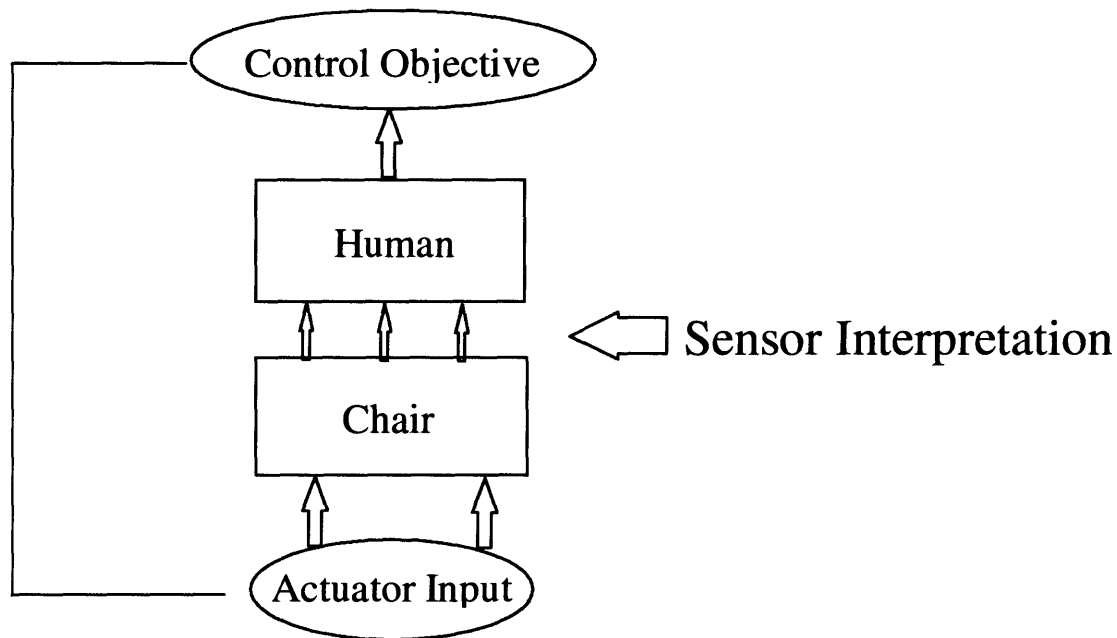 Control Objective
Human
Sensor Interpretation
Chair
Actuator Input